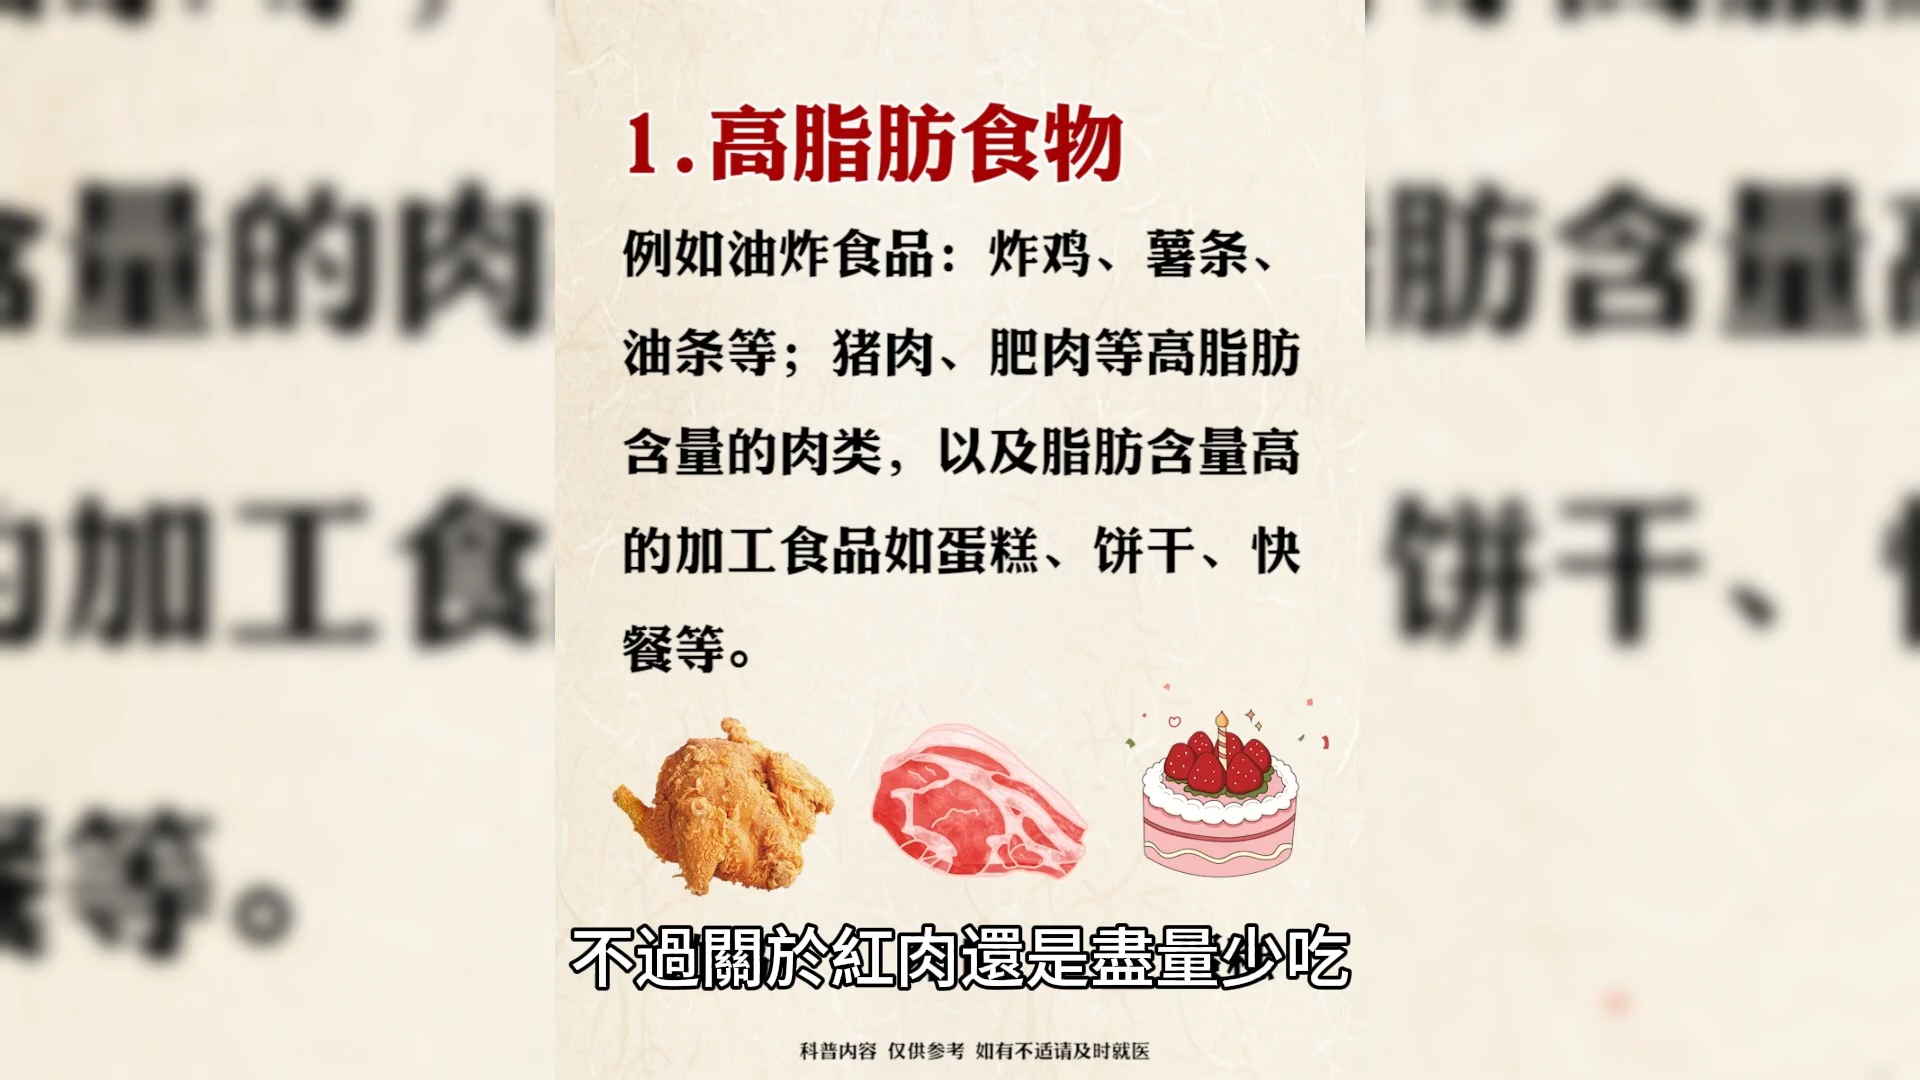 1.高脂肪食物
例如油炸食品：炸鸡、薯条、
油条等；猪肉、肥肉等高脂肪
含量的肉类，以及脂肪含量高
的加工食品如蛋糕、饼干、快
餐等。
不過關於紅肉還是盡量少吃
科普内容 仅供参考 如有不适请及时就医